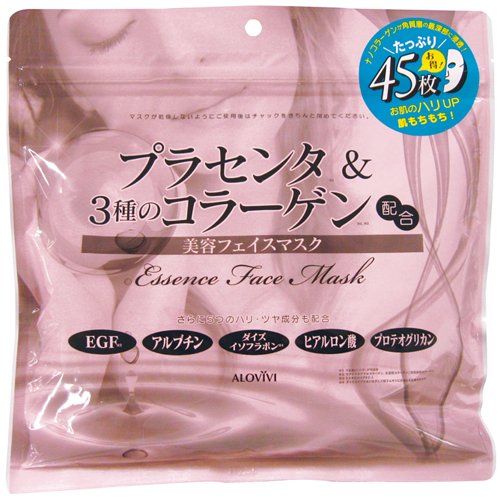 ナノコラーゲンが角質層の最深部に浸透！
たっぷり
お得！
45枚
お肌のハリUP
肌もちもち！
マスクが乾燥しないようにご使用後はチャックをきちんと閉めてください。
プラセンタ &
3種のコラーゲン 配合
美容フェイスマスク
Essence Face Mask
さらに5つのハリ・ツヤ成分も配合
EGF
アルブチン
ダイズ
イソフラボン
ヒアルロン酸
プロテオグリカン
ALOVIVI